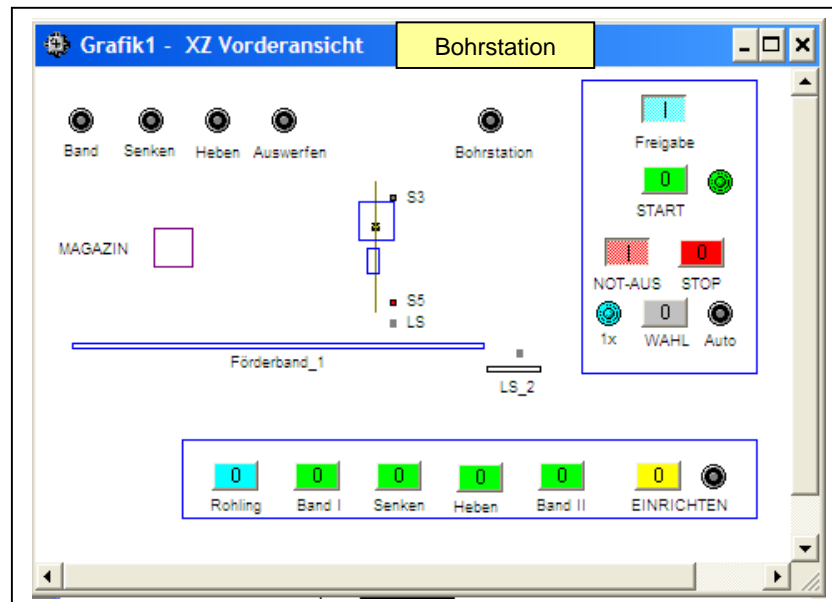 Grafik1 - XZ Vorderansicht
Bohrstation
Band Senken Heben Auswerfen Bohrstation
I
Freigabe
0
START
S3
MAGAZIN
I 0
NOT-AUS STOP
S5
LS
0
1x WAHL Auto
Förderband_1
LS_2
0 0 0 0 0 0
Rohling Band I Senken Heben Band II EINRICHTEN